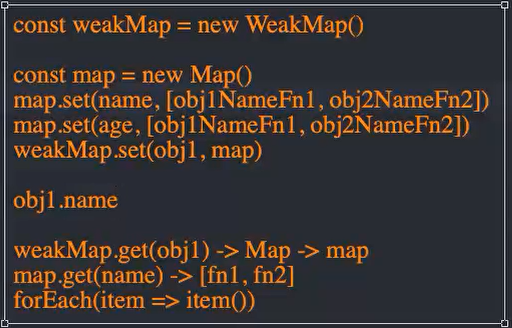 const weakMap = new WeakMap()
const map = new Map()
map.set(name, [obj1NameFn1, obj2NameFn2])
map.set(age, [obj1NameFn1, obj2NameFn2])
weakMap.set(obj1, map)
obj1.name
weakMap.get(obj1) -> Map -> map
map.get(name) -> [fn1, fn2]
forEach(item => item())